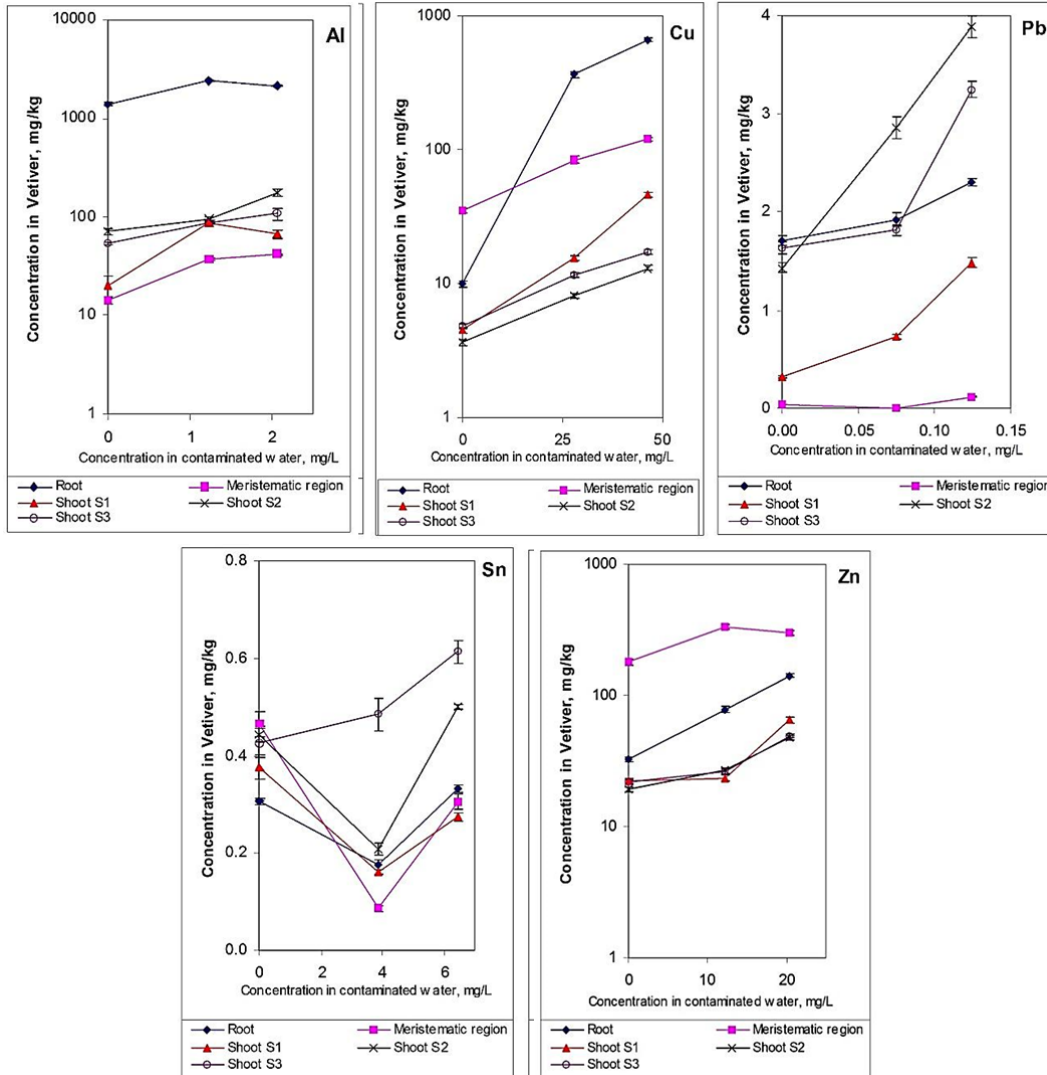 Al
Concentration in Vetiver, mg/kg
10000
1000
100
10
1
0 1 2
Concentration in contaminated water, mg/L
Root
Meristematic region
Shoot S1
Shoot S2
Shoot S3
Cu
Concentration in Vetiver, mg/kg
1000
100
10
1
0 25 50
Concentration in contaminated water, mg/L
Root
Meristematic region
Shoot S1
Shoot S2
Shoot S3
Pb
Concentration in Vetiver, mg/kg
4
3
2
1
0
0.00 0.05 0.10 0.15
Concentration in contaminated water, mg/L
Root
Meristematic region
Shoot S1
Shoot S2
Shoot S3
Sn
Concentration in Vetiver, mg/kg
0.8
0.6
0.4
0.2
0.0
0 2 4 6
Concentration in contaminated water, mg/L
Root
Meristematic region
Shoot S1
Shoot S2
Shoot S3
Zn
Concentration in Vetiver, mg/kg
1000
100
10
1
0 10 20
Concentration in contaminated water, mg/L
Root
Meristematic region
Shoot S1
Shoot S2
Shoot S3